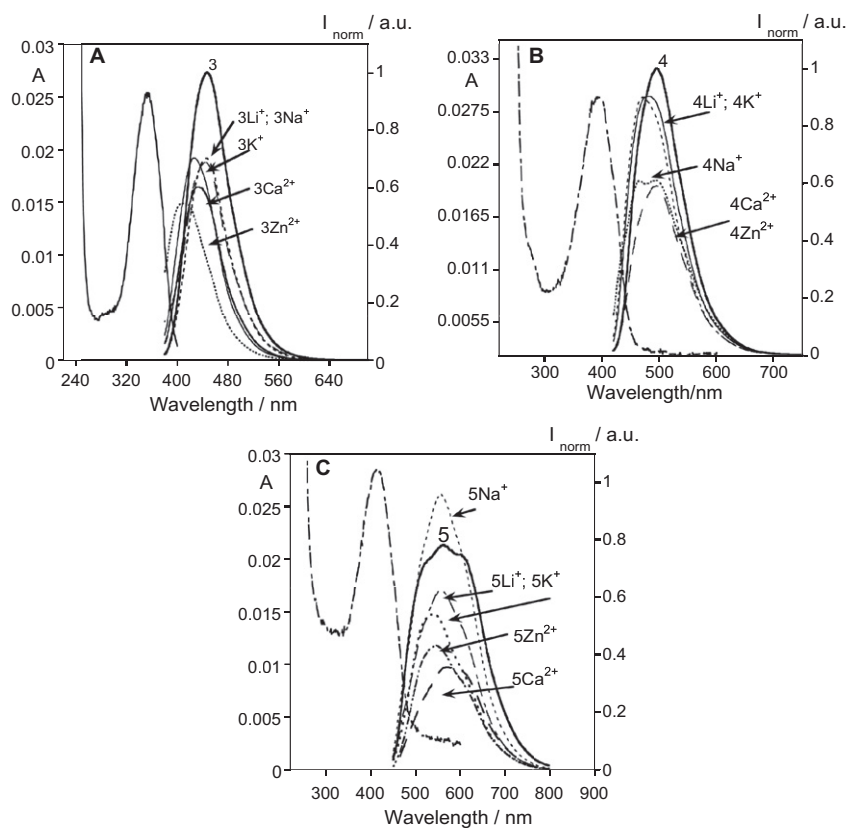 I norm / a.u.
0.03
A
A
3
1
0.025
3Li⁺; 3Na⁺
0.8
0.02
3K⁺
0.6
3Ca²⁺
0.015
3Zn²⁺
0.4
0.01
0.2
0.005
0
0
240 320 400 480 560 640
Wavelength / nm
I norm / a.u.
0.033
B
4
1
A
4Li⁺; 4K⁺
0.0275
0.8
0.022
4Na⁺
0.6
0.0165
4Ca²⁺
4Zn²⁺
0.4
0.011
0.2
0.0055
0
300 400 500 600 700
Wavelength/nm
I norm / a.u.
0.03
C
A
5Na⁺
1
0.025
5
0.8
0.02
5Li⁺; 5K⁺
0.6
0.015
5Zn²⁺
0.4
0.01
5Ca²⁺
0.2
0.005
0
0
300 400 500 600 700 800 900
Wavelength / nm